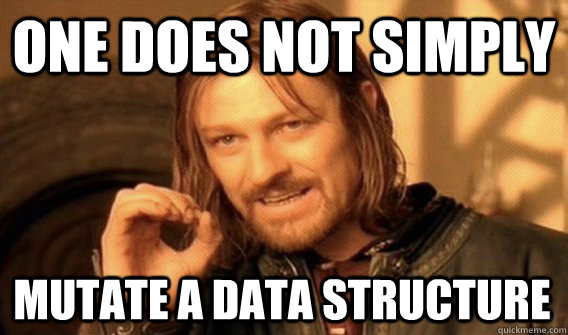 ONE DOES NOT SIMPLY
MUTATE A DATA STRUCTURE
quickmeme.com